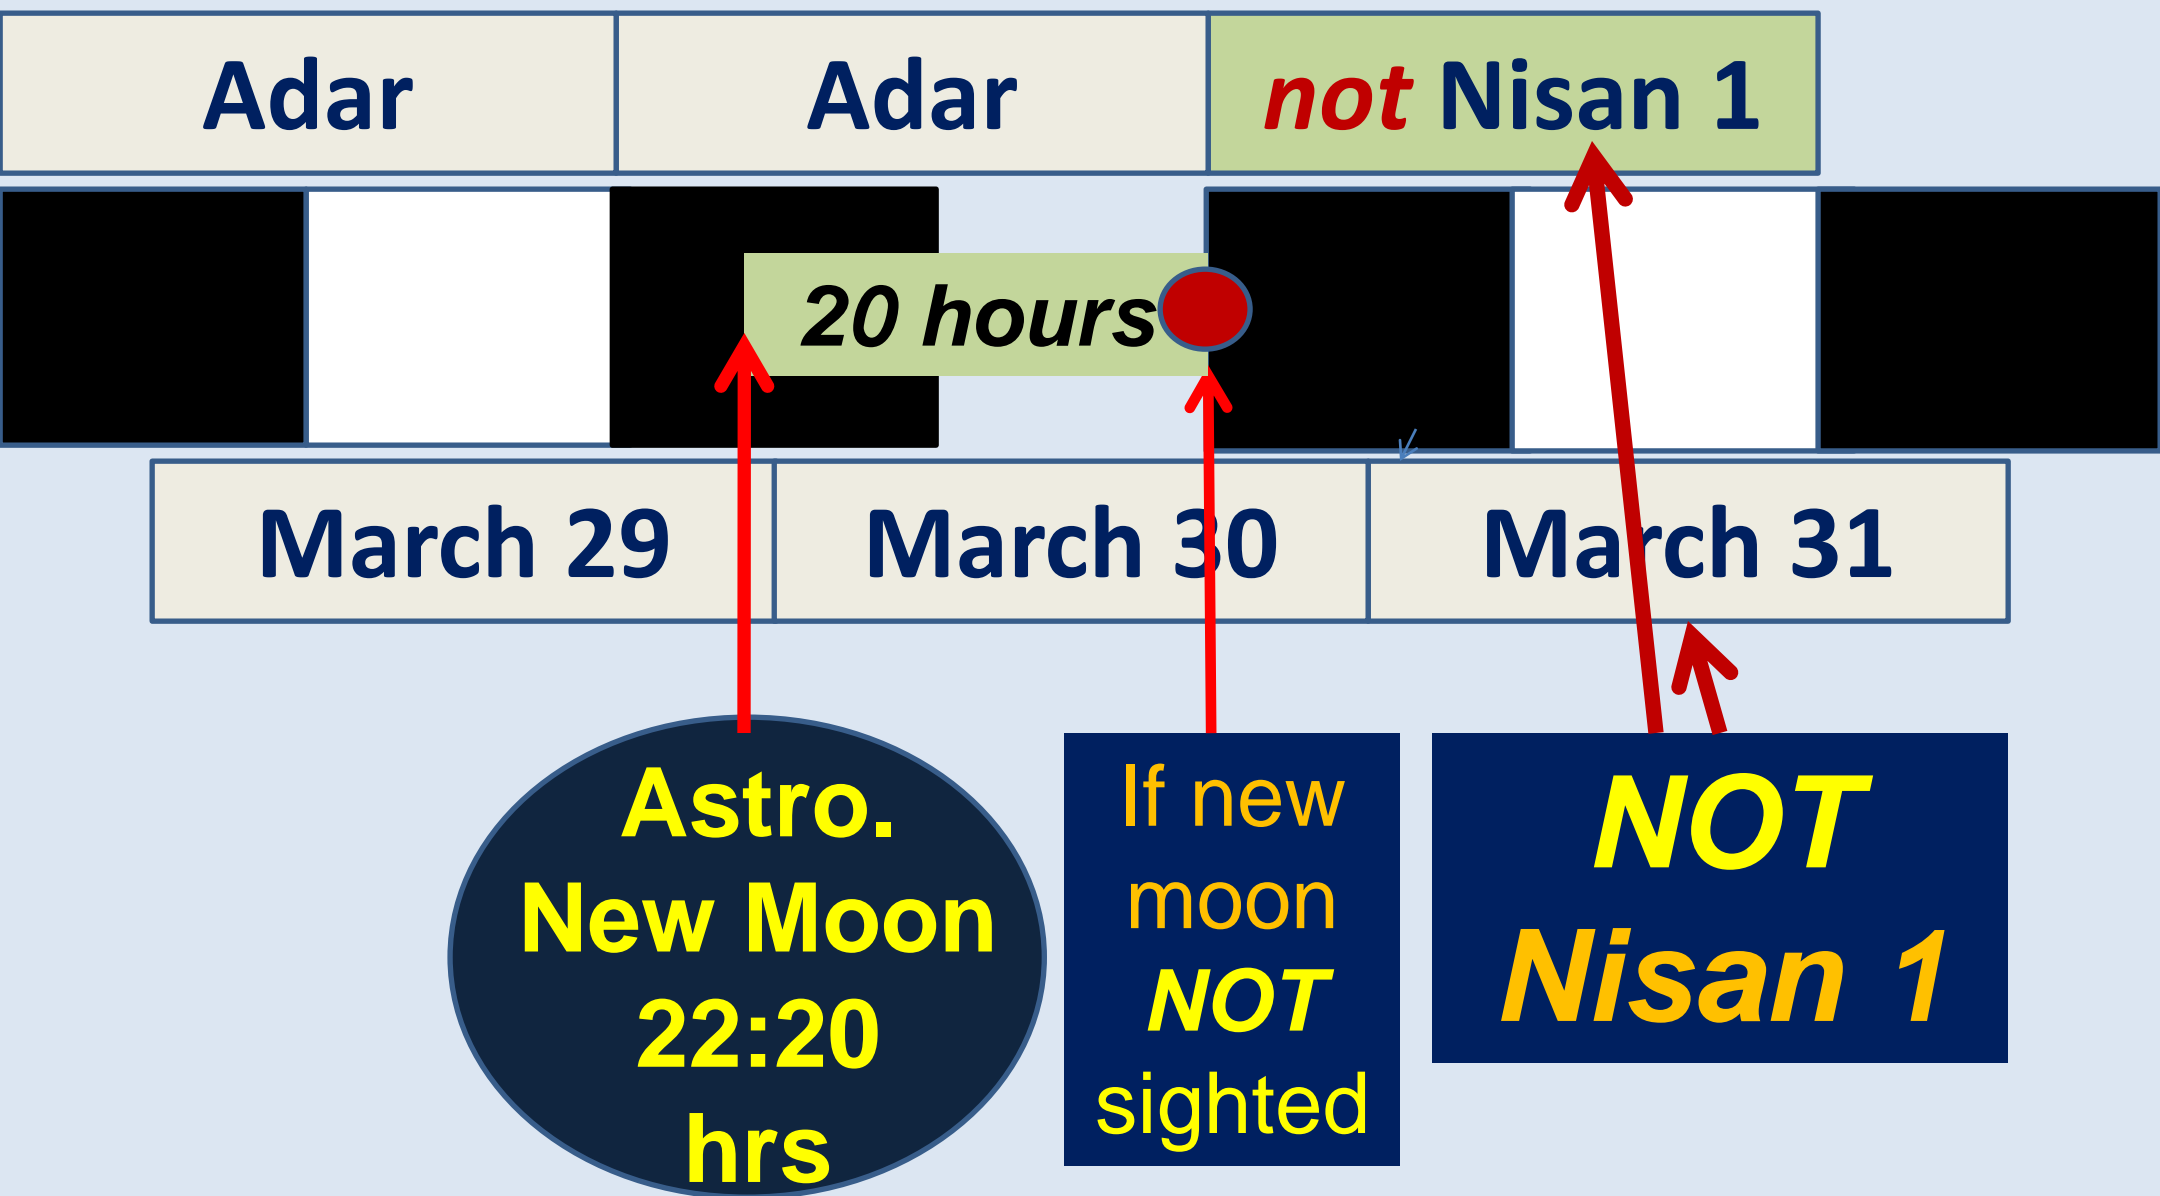 Adar
Adar
not Nisan 1
20 hours
March 29
March 30
March 31
Astro.
New Moon
22:20
hrs
If new
moon
NOT
sighted
NOT
Nisan 1